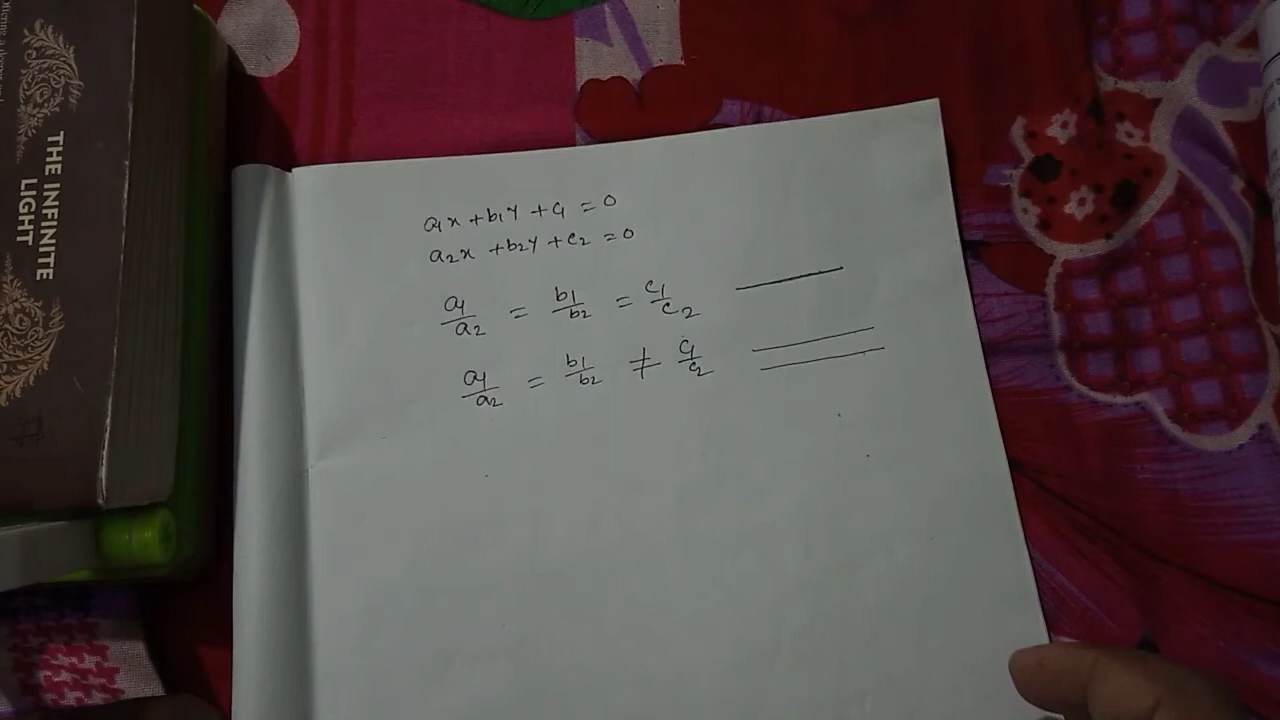 THE INFINITE
LIGHT
a₁x + b₁y + c₁ = 0
a₂x + b₂y + c₂ = 0
a₁/a₂ = b₁/b₂ = c₁/c₂
a₁/a₂ = b₁/b₂ ≠ c₁/c₂